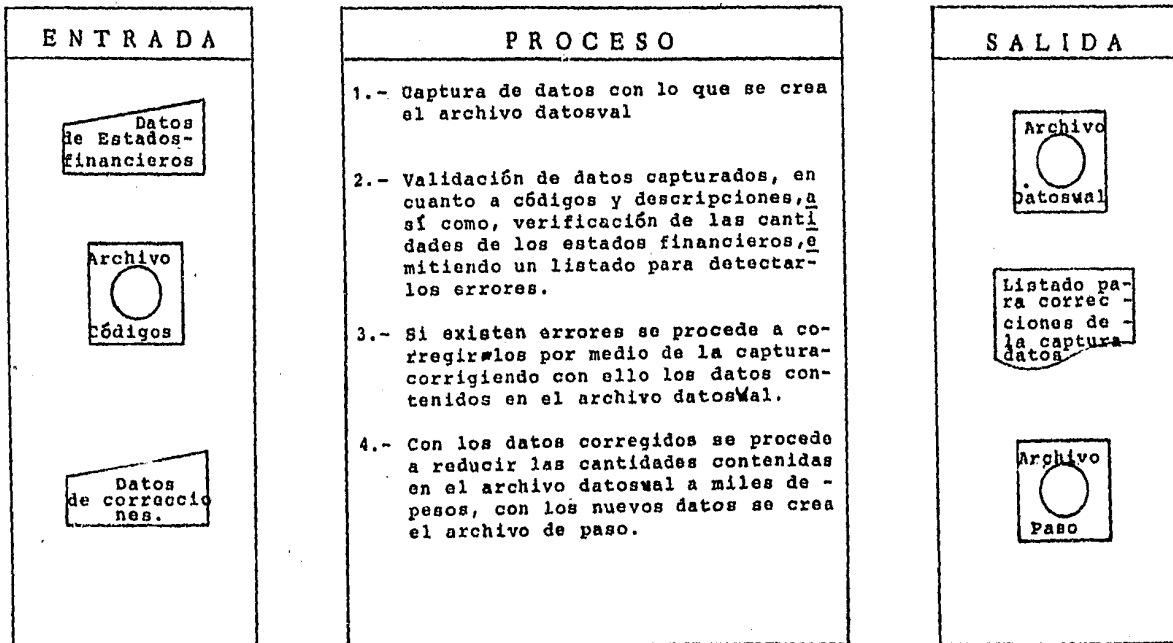 ENTRADA
Datos
de Estados-
financieros
Archivo
Códigos
Datos
de correccio
nes.
PROCESO
1.- Captura de datos con lo que se crea
el archivo datosval
2.- Validación de datos capturados, en
cuanto a códigos y descripciones,a
sí como, verificación de las canti
dades de los estados financieros,e
mitiendo un listado para detectar-
los errores.
3.- Si existen errores se procede a co-
rregirlos por medio de la captura-
corrigiendo con ello los datos con-
tenidos en el archivo datosval.
4.- Con los datos corregidos se procede
a reducir las cantidades contenidas
en el archivo datosval a miles de -
pesos, con los nuevos datos se crea
el archivo de paso.
SALIDA
Archivo
Datosval
Listado pa-
ra correc -
ciones de -
la captura
datos
Archivo
Paso